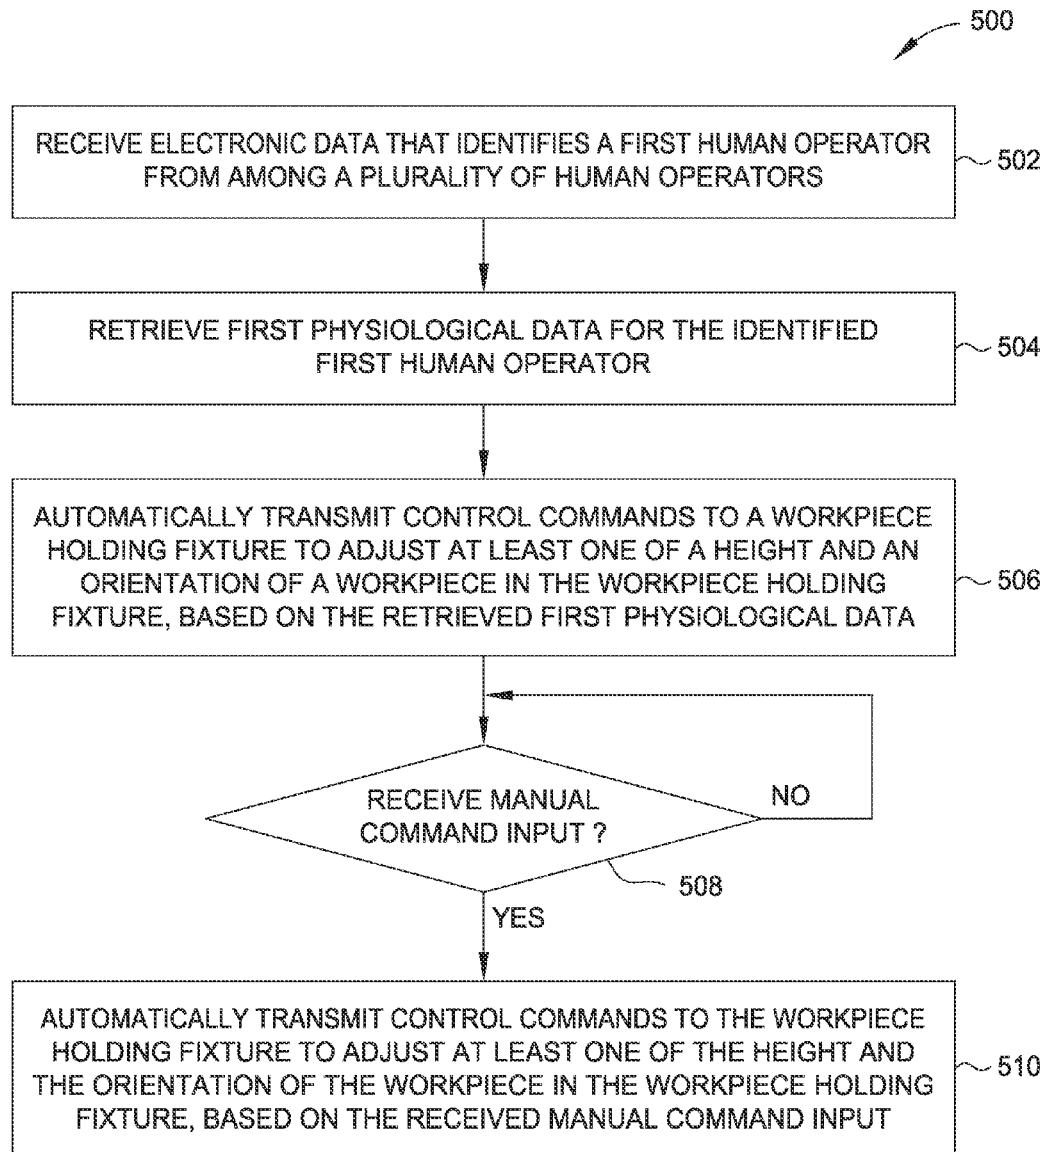 500
RECEIVE ELECTRONIC DATA THAT IDENTIFIES A FIRST HUMAN OPERATOR
FROM AMONG A PLURALITY OF HUMAN OPERATORS
502
RETRIEVE FIRST PHYSIOLOGICAL DATA FOR THE IDENTIFIED
FIRST HUMAN OPERATOR
504
AUTOMATICALLY TRANSMIT CONTROL COMMANDS TO A WORKPIECE
HOLDING FIXTURE TO ADJUST AT LEAST ONE OF A HEIGHT AND AN
ORIENTATION OF A WORKPIECE IN THE WORKPIECE HOLDING
FIXTURE, BASED ON THE RETRIEVED FIRST PHYSIOLOGICAL DATA
506
RECEIVE MANUAL
COMMAND INPUT ?
NO
508
YES
AUTOMATICALLY TRANSMIT CONTROL COMMANDS TO THE WORKPIECE
HOLDING FIXTURE TO ADJUST AT LEAST ONE OF THE HEIGHT AND
THE ORIENTATION OF THE WORKPIECE IN THE WORKPIECE HOLDING
FIXTURE, BASED ON THE RECEIVED MANUAL COMMAND INPUT
510